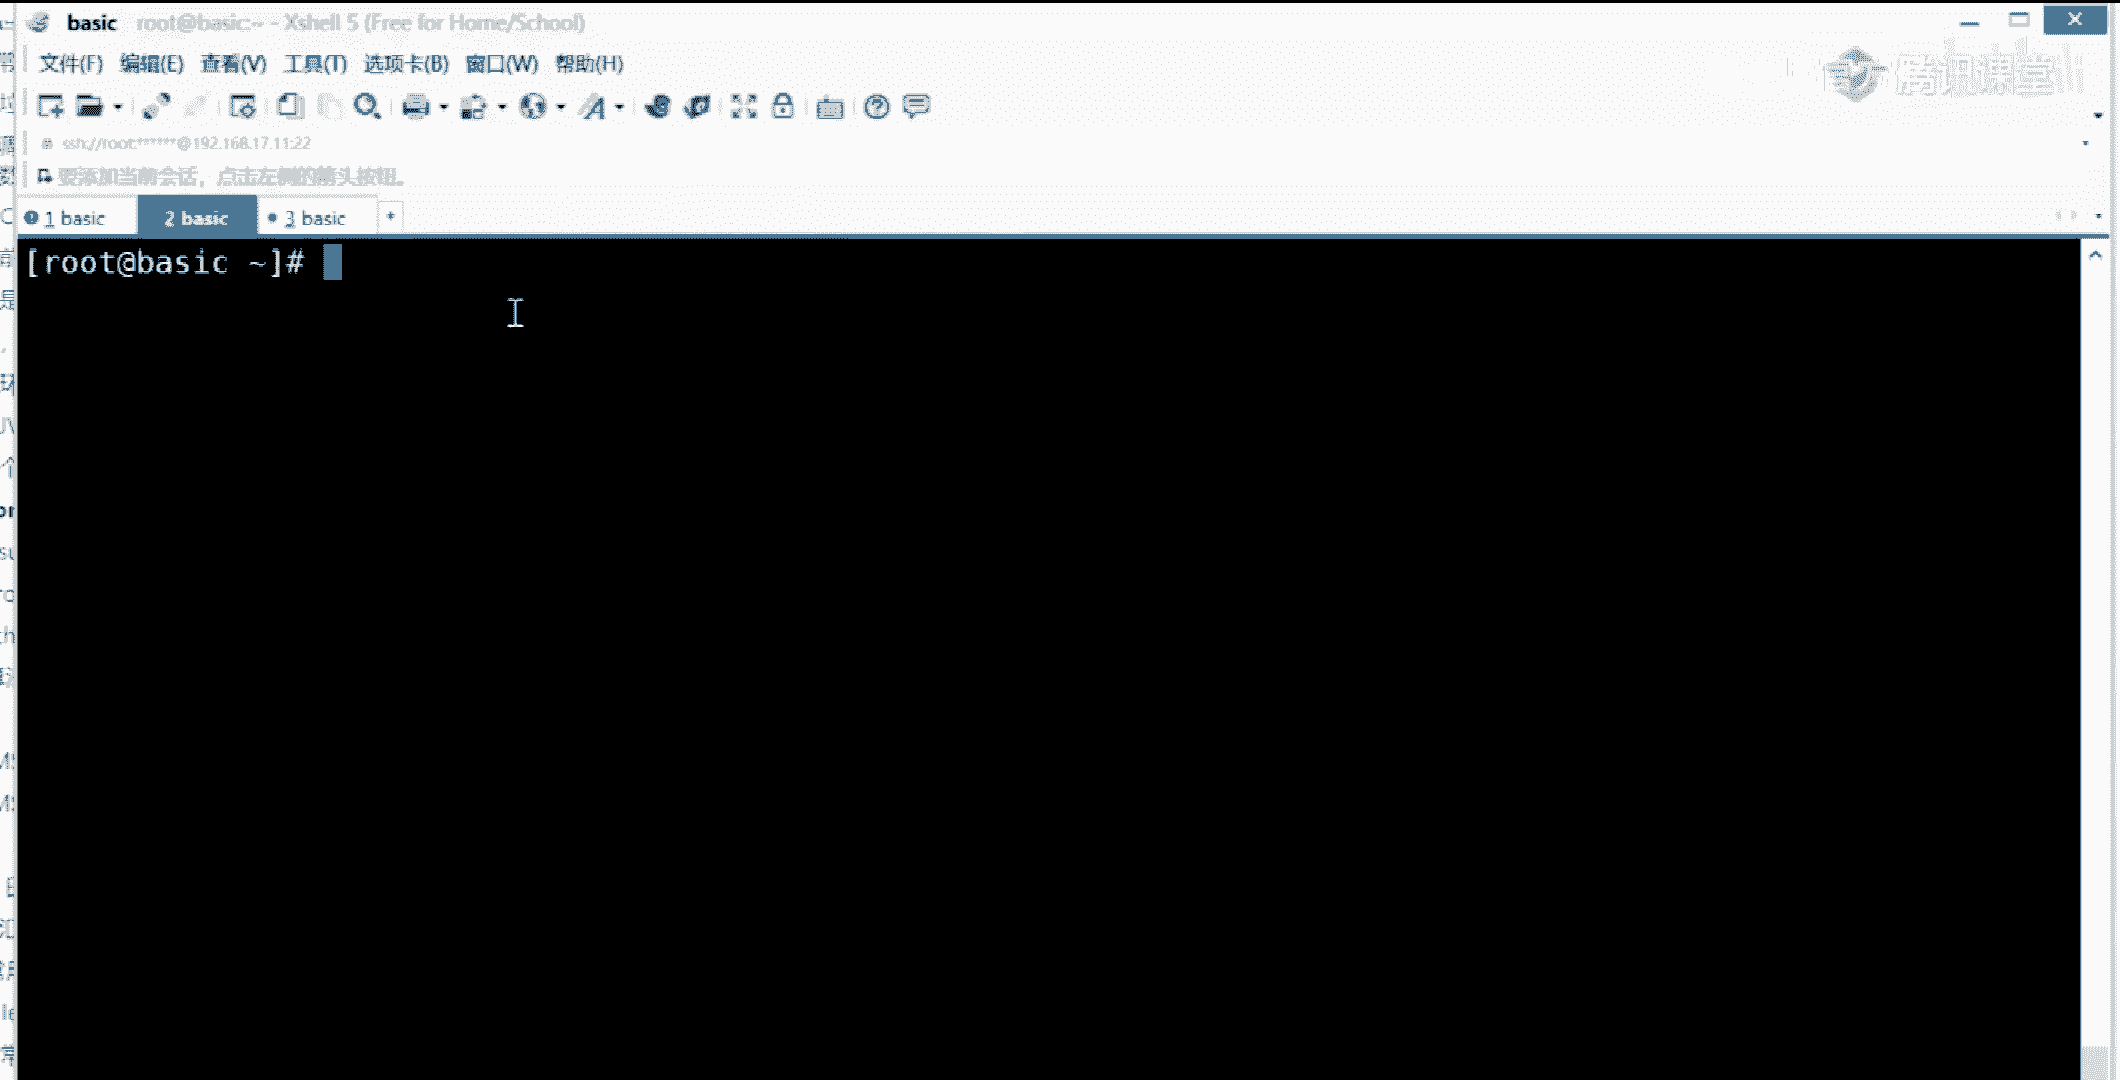 basic root@basic:~ - Xshell 5 (Free for Home/School)
文件(F) 编辑(E) 查看(V) 工具(T) 选项卡(B) 窗口(W) 帮助(H)
腾讯课堂
ssh://root:******@192.168.17.11:22
要添加当前会话，点击左侧的箭头按钮。
1 basic 2 basic 3 basic +
[root@basic ~]#